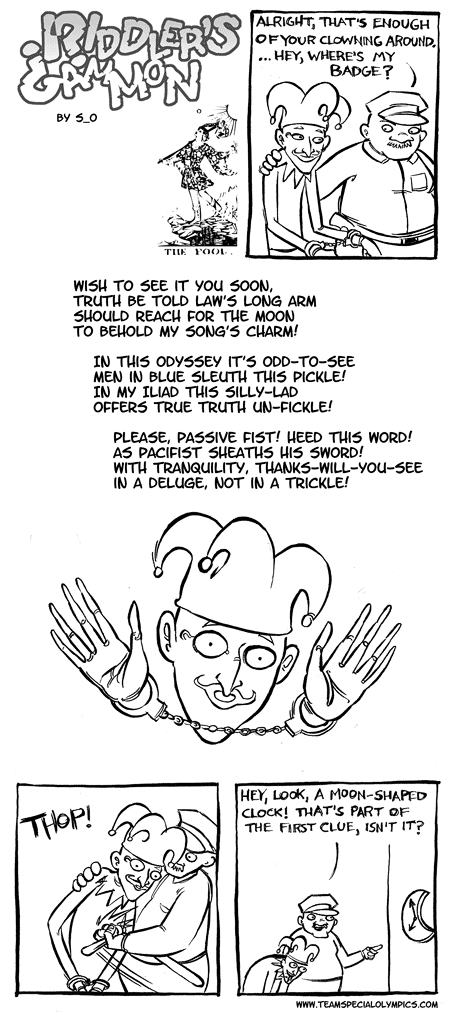 RIDDLER'S
GAMMON
BY S_O
THE FOOL.
ALRIGHT, THAT'S ENOUGH
OF YOUR CLOWNING AROUND.
...HEY, WHERE'S MY
BADGE?
WISH TO SEE IT YOU SOON,
TRUTH BE TOLD LAW'S LONG ARM
SHOULD REACH FOR THE MOON
TO BEHOLD MY SONG'S CHARM!
IN THIS ODYSSEY IT'S ODD-TO-SEE
MEN IN BLUE SLEUTH THIS PICKLE!
IN MY ILIAD THIS SILLY-LAD
OFFERS TRUE TRUTH UN-FICKLE!
PLEASE, PASSIVE FIST! HEED THIS WORD!
AS PACIFIST SHEATHS HIS SWORD!
WITH TRANQUILITY, THANKS-WILL-YOU-SEE
IN A DELUGE, NOT IN A TRICKLE!
THOP!
HEY, LOOK, A MOON-SHAPED
CLOCK! THAT'S PART OF
THE FIRST CLUE, ISN'T IT?
WWW.TEAMSPECIALOLYMPICS.COM